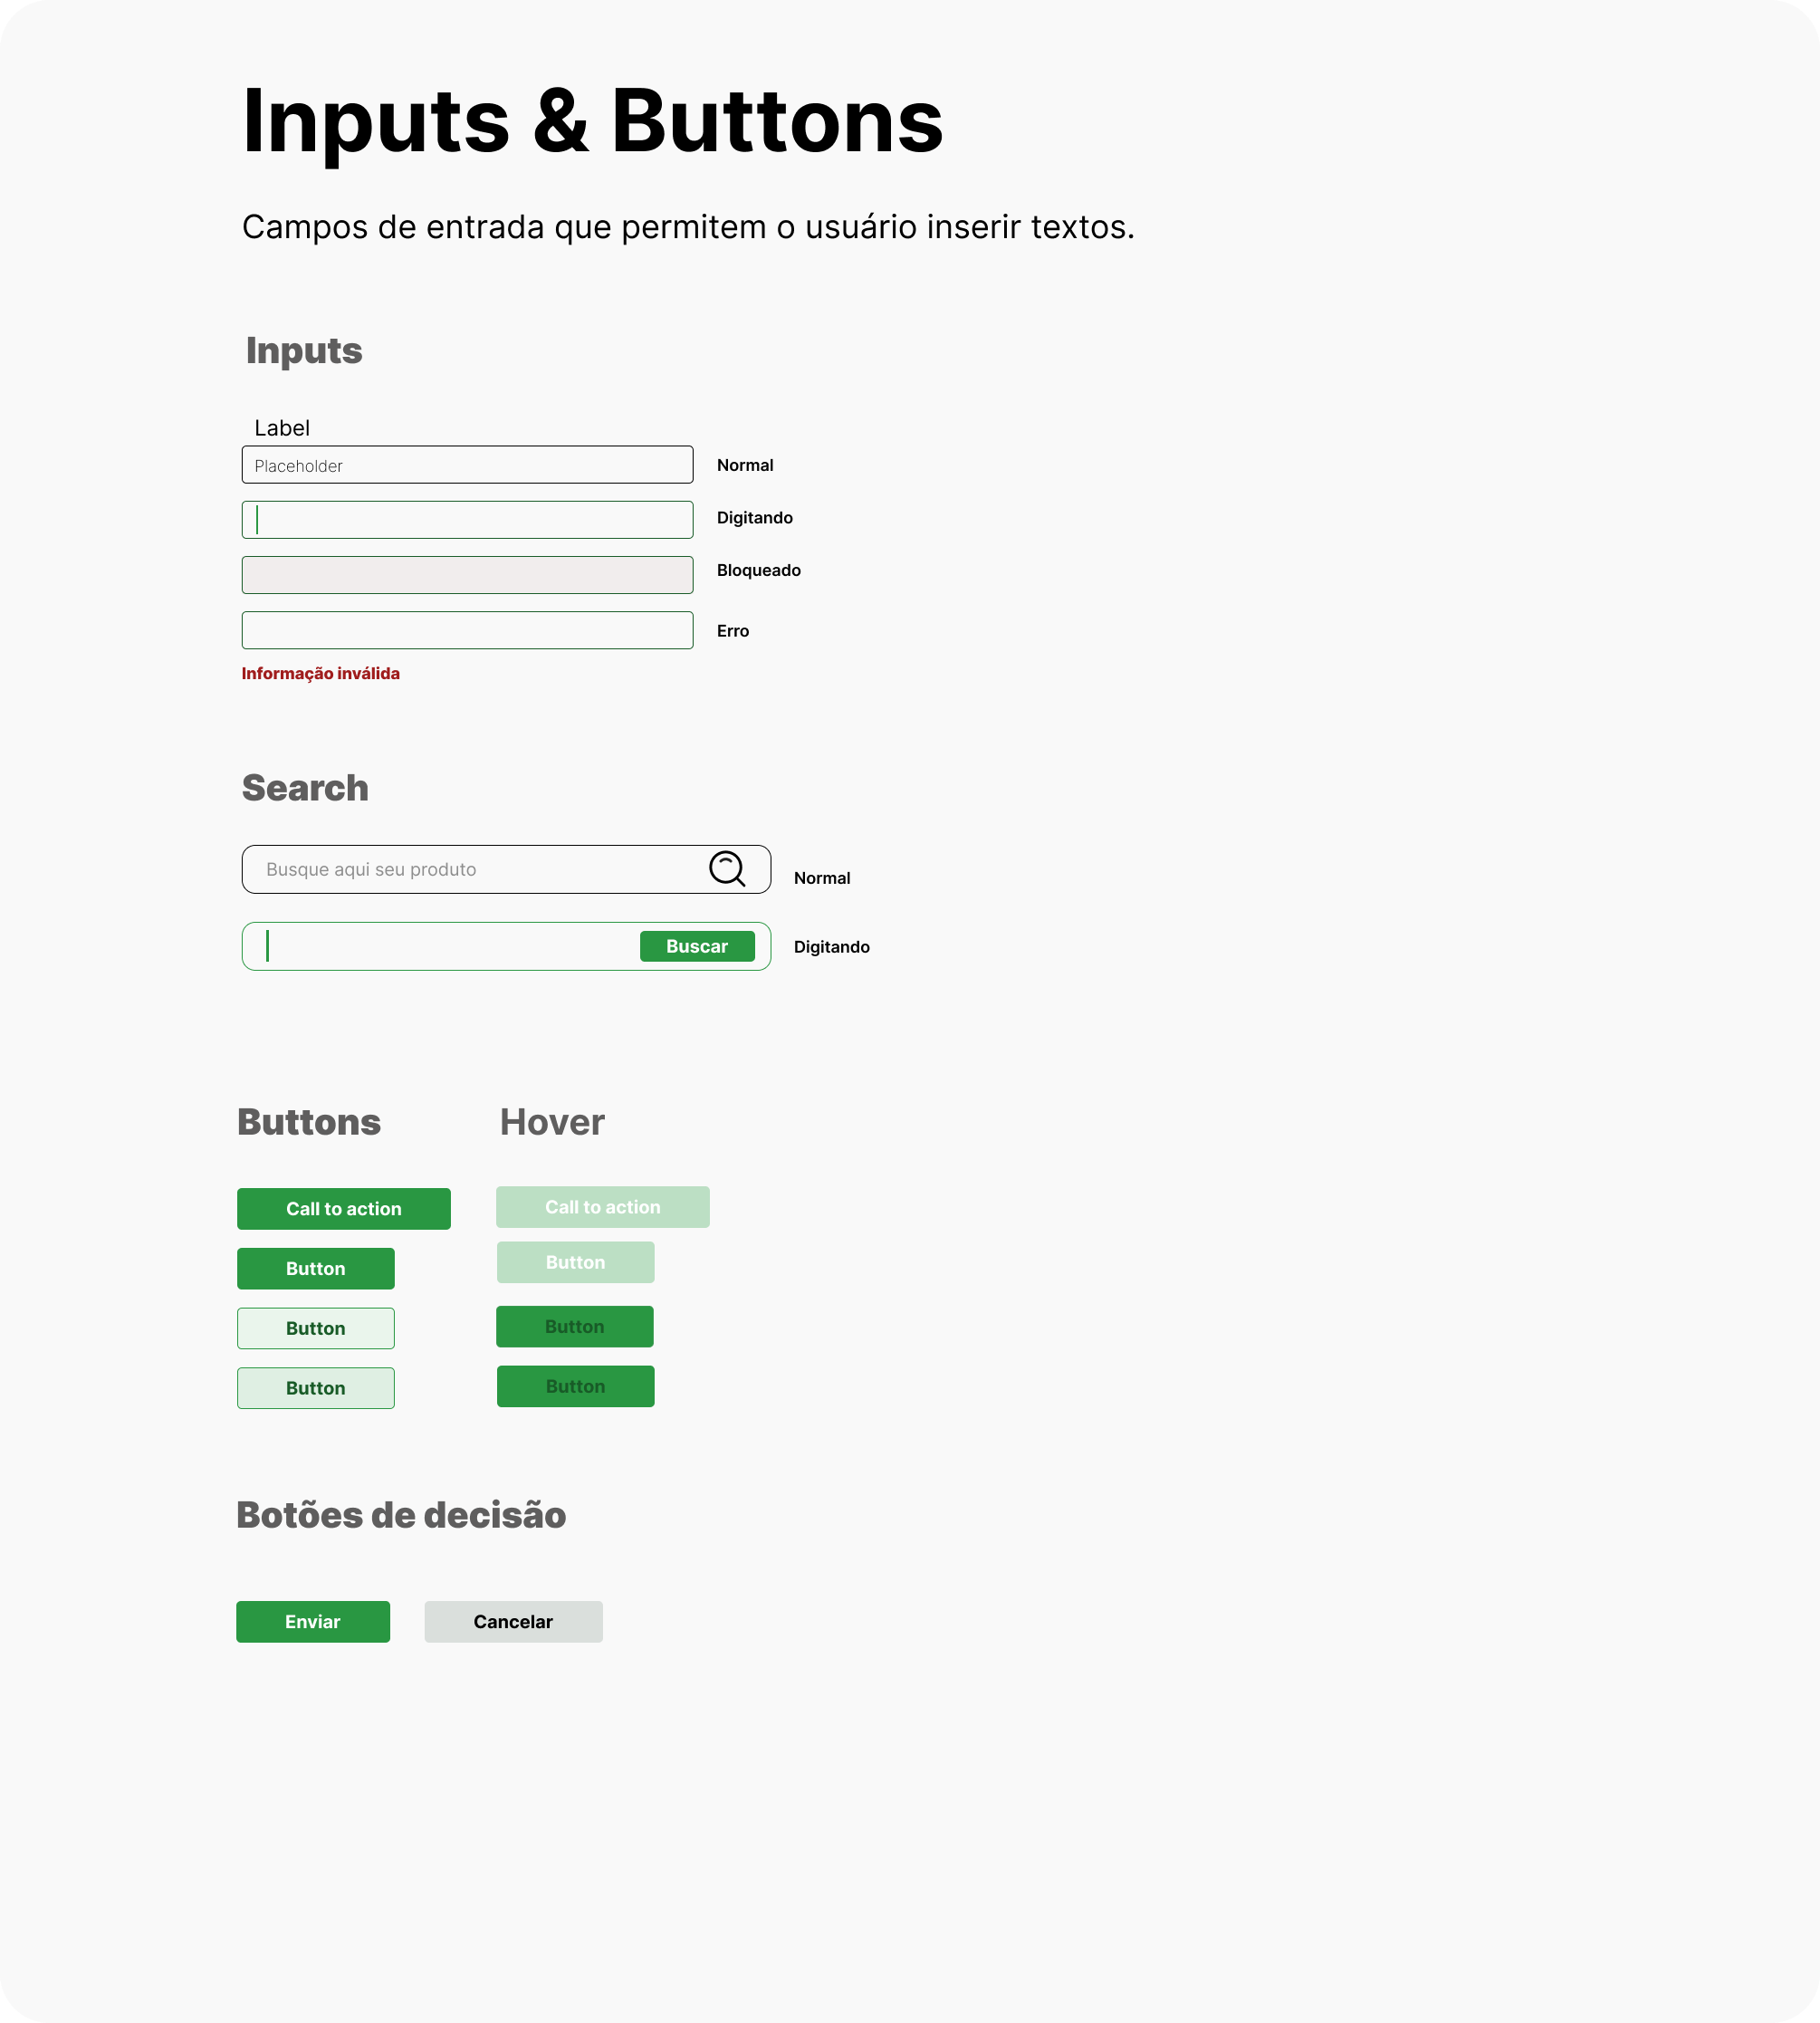 Inputs & Buttons
Campos de entrada que permitem o usuário inserir textos.
Inputs
Label
Placeholder
Normal
Digitando
Bloqueado
Erro
Informação inválida
Search
Busque aqui seu produto
Normal
Buscar
Digitando
Buttons
Hover
Call to action
Call to action
Button
Button
Button
Button
Button
Button
Botões de decisão
Enviar
Cancelar